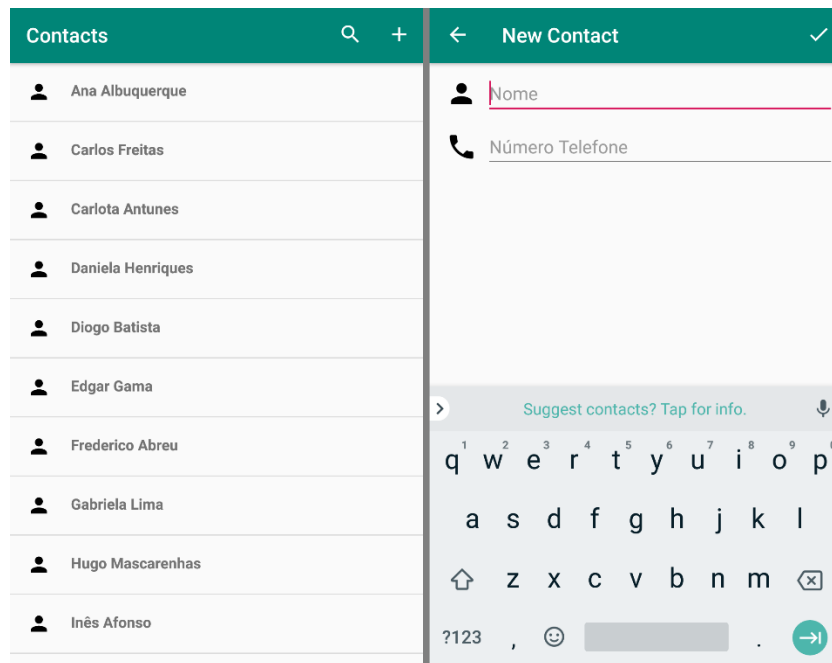 Contacts
Ana Albuquerque
Carlos Freitas
Carlota Antunes
Daniela Henriques
Diogo Batista
Edgar Gama
Frederico Abreu
Gabriela Lima
Hugo Mascarenhas
Inês Afonso
New Contact
Nome
Número Telefone
Suggest contacts? Tap for info.
1 2 3 4 5 6 7 8 9
q w e r t y u i o p
a s d f g h j k l
z x c v b n m
?123 , .